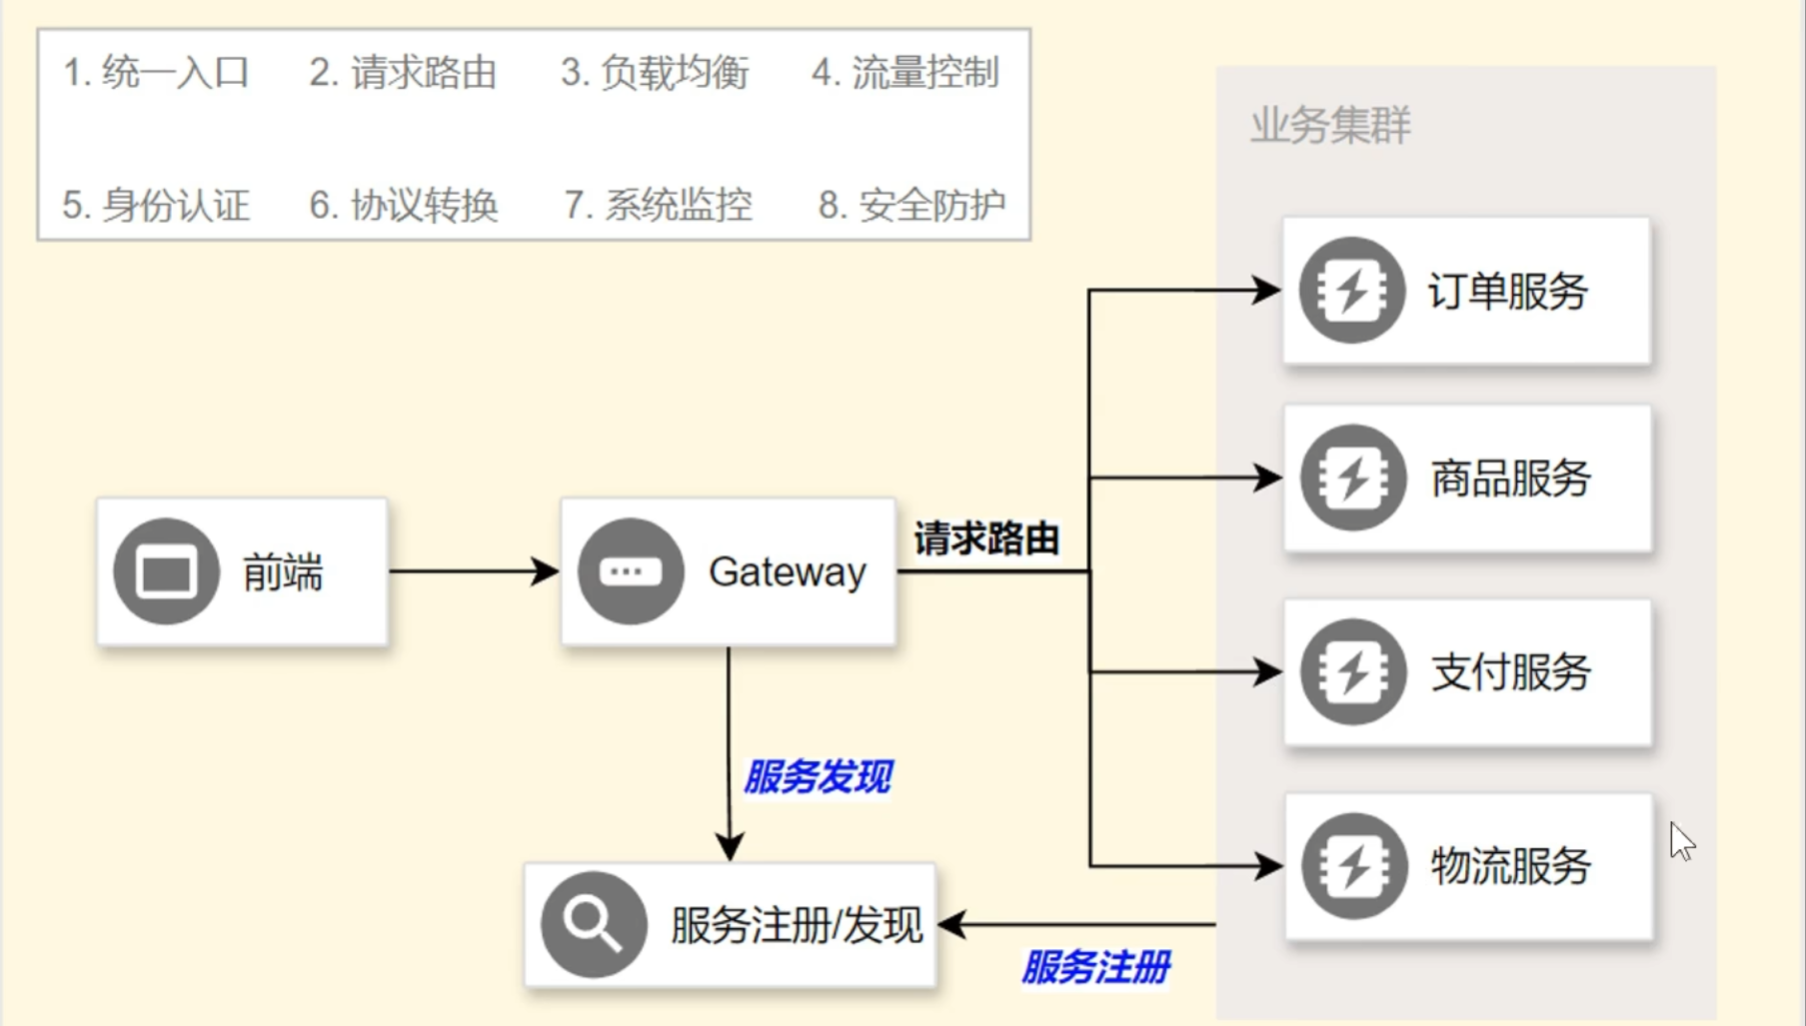 1. 统一入口 2. 请求路由 3. 负载均衡 4. 流量控制
5. 身份认证 6. 协议转换 7. 系统监控 8. 安全防护
业务集群
订单服务
商品服务
请求路由
前端
Gateway
支付服务
服务发现
物流服务
服务注册/发现
服务注册